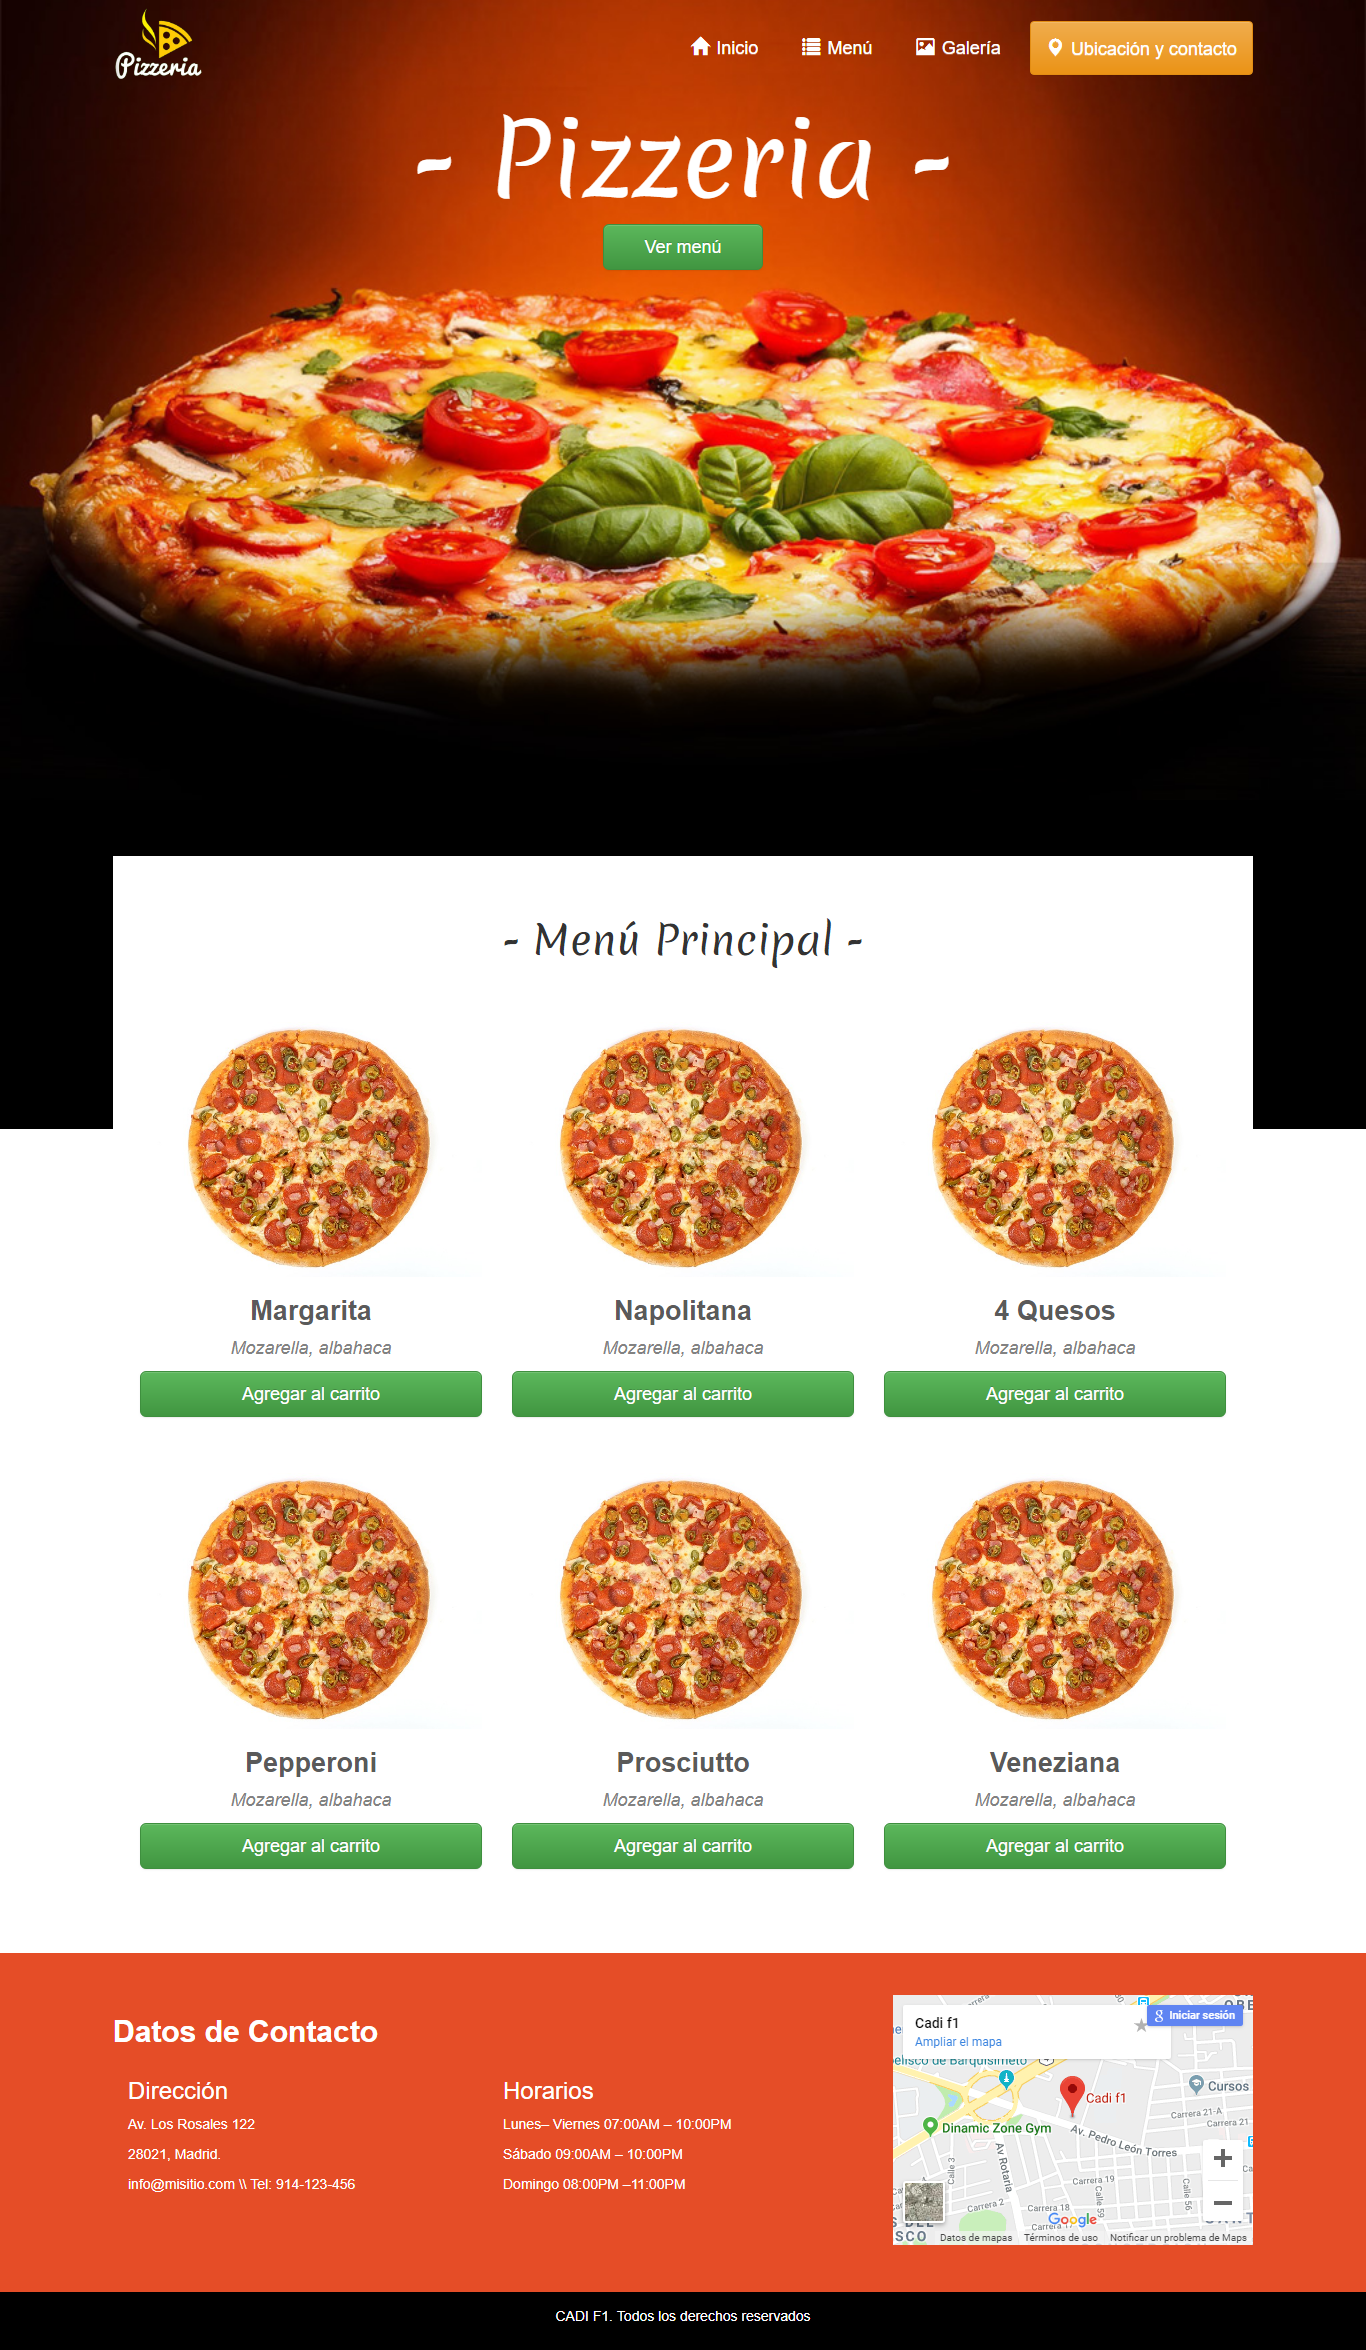 Pizzeria
Inicio
Menú
Galería
Ubicación y contacto
- Pizzeria -
Ver menú
- Menú Principal -
Margarita
Mozarella, albahaca
Agregar al carrito
Napolitana
Mozarella, albahaca
Agregar al carrito
4 Quesos
Mozarella, albahaca
Agregar al carrito
Pepperoni
Mozarella, albahaca
Agregar al carrito
Prosciutto
Mozarella, albahaca
Agregar al carrito
Veneziana
Mozarella, albahaca
Agregar al carrito
Datos de Contacto
Dirección
Av. Los Rosales 122
28021, Madrid.
info@misitio.com \\ Tel: 914-123-456
Horarios
Lunes– Viernes 07:00AM – 10:00PM
Sábado 09:00AM – 10:00PM
Domingo 08:00PM –11:00PM
Cadi f1
Ampliar el mapa
Iniciar sesión
Cursos
Cadi f1
Carrera 21-A
Carrera 21
Dinamic Zone Gym
Av. Pedro León Torres
Av Rotaria
Calle 3
Carrera 19
Calle 59
Calle 56
Carrera 2
Carrera 18
Google
Carrera 17
Datos de mapas
Términos de uso
Notificar un problema de Maps
CADI F1. Todos los derechos reservados